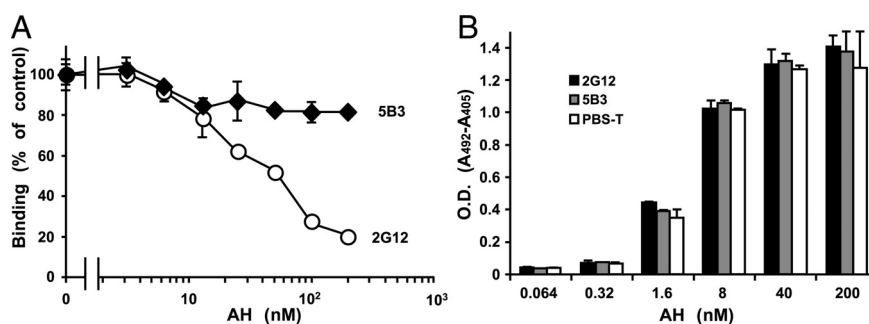 A
Binding (% of control)
100
80
60
40
20
0
5B3
2G12
0 10 10² 10³
AH (nM)
B
O.D. (A492-A405)
1.4
1.2
1
0.8
0.6
0.4
0.2
0
2G12
5B3
PBS-T
0.064 0.32 1.6 8 40 200
AH (nM)